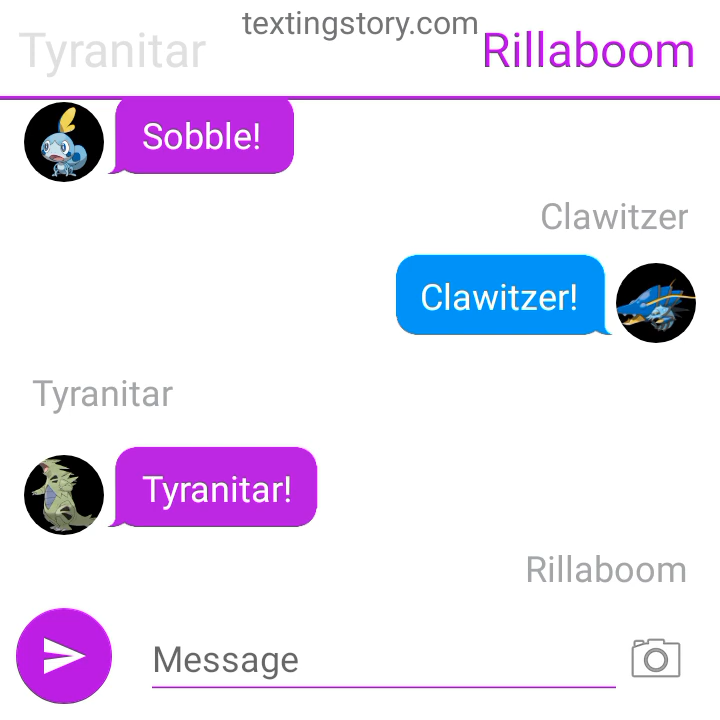 textingstory.com
Tyranitar
Rillaboom
Sobble!
Clawitzer
Clawitzer!
Tyranitar
Tyranitar!
Rillaboom
Message